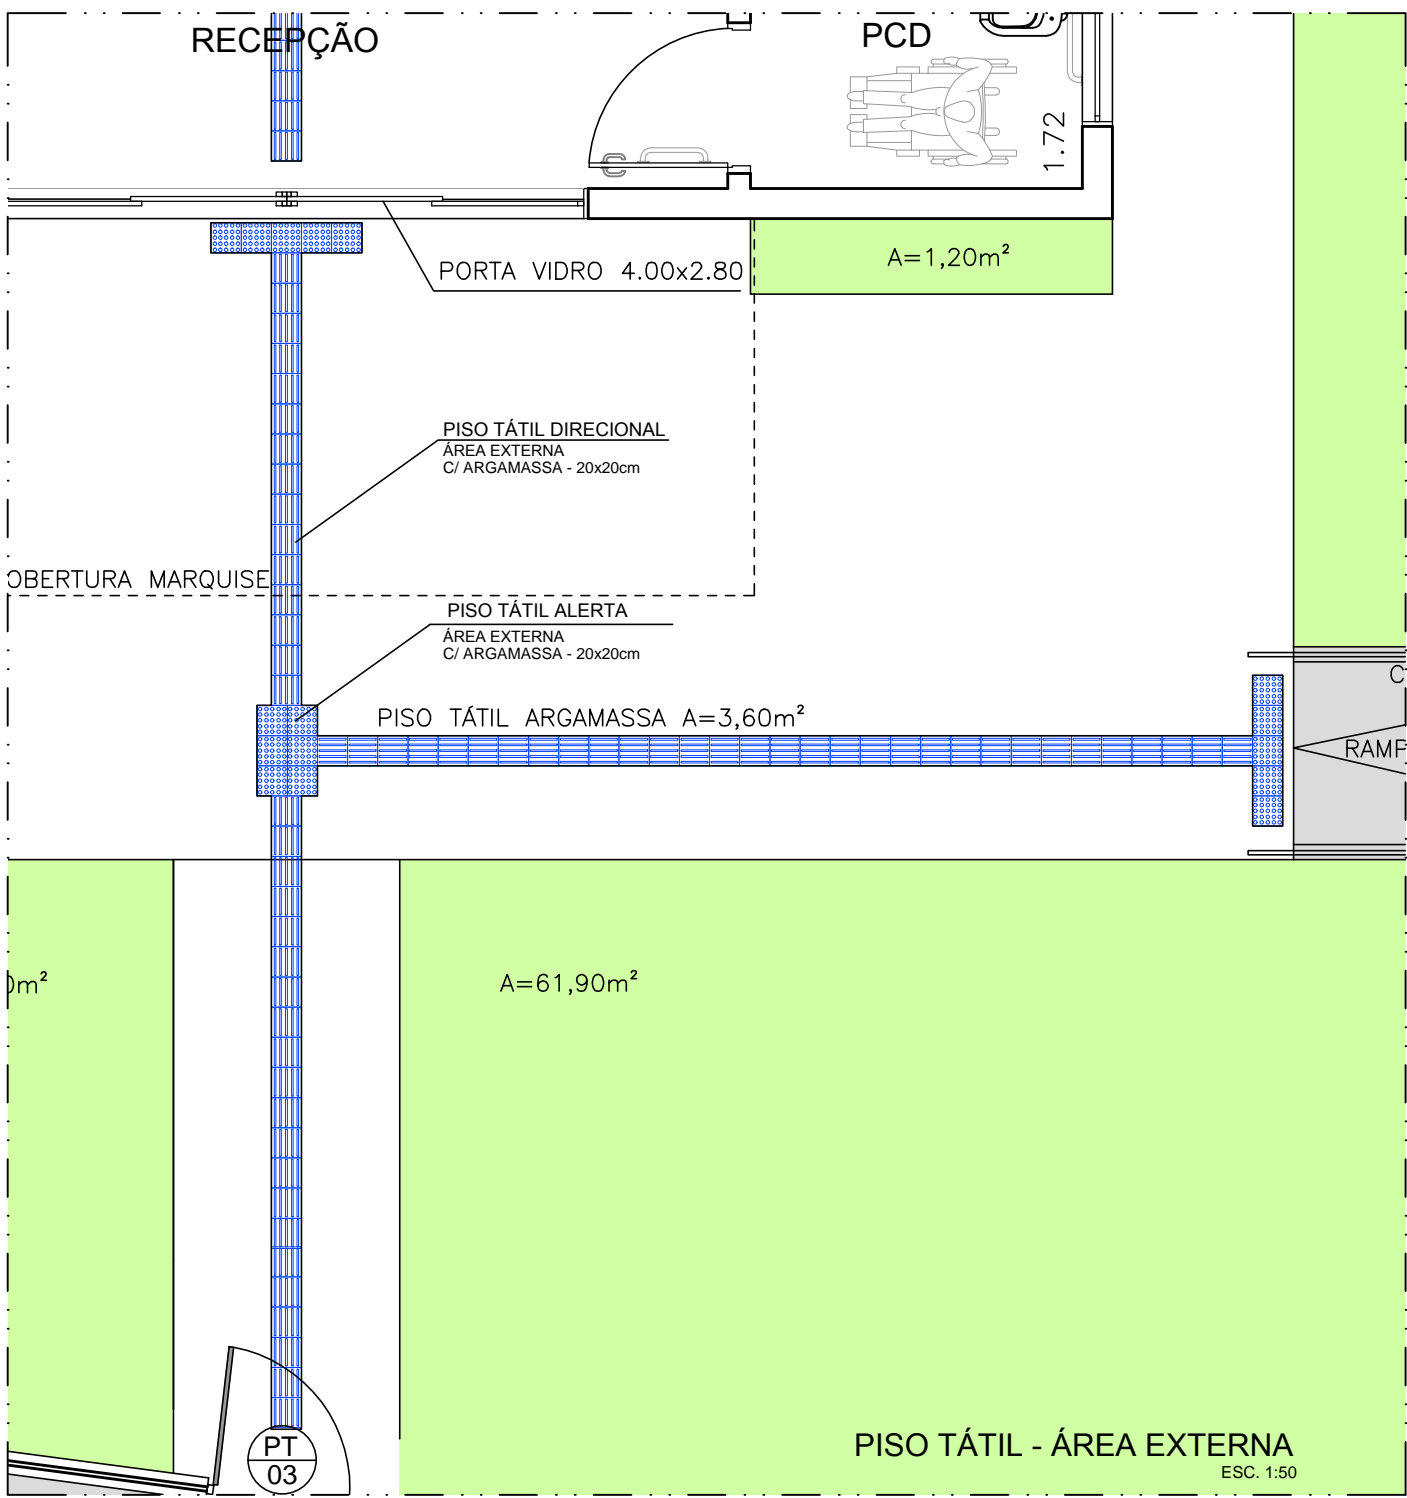 RECEPÇÃO
PCD
1.72
A=1,20m²
PORTA VIDRO 4.00x2.80
PISO TÁTIL DIRECIONAL
ÁREA EXTERNA
C/ ARGAMASSA - 20x20cm
OBERTURA MARQUISE
PISO TÁTIL ALERTA
ÁREA EXTERNA
C/ ARGAMASSA - 20x20cm
PISO TÁTIL ARGAMASSA A=3,60m²
RAMP
0m²
A=61,90m²
PT
03
PISO TÁTIL - ÁREA EXTERNA
ESC. 1:50